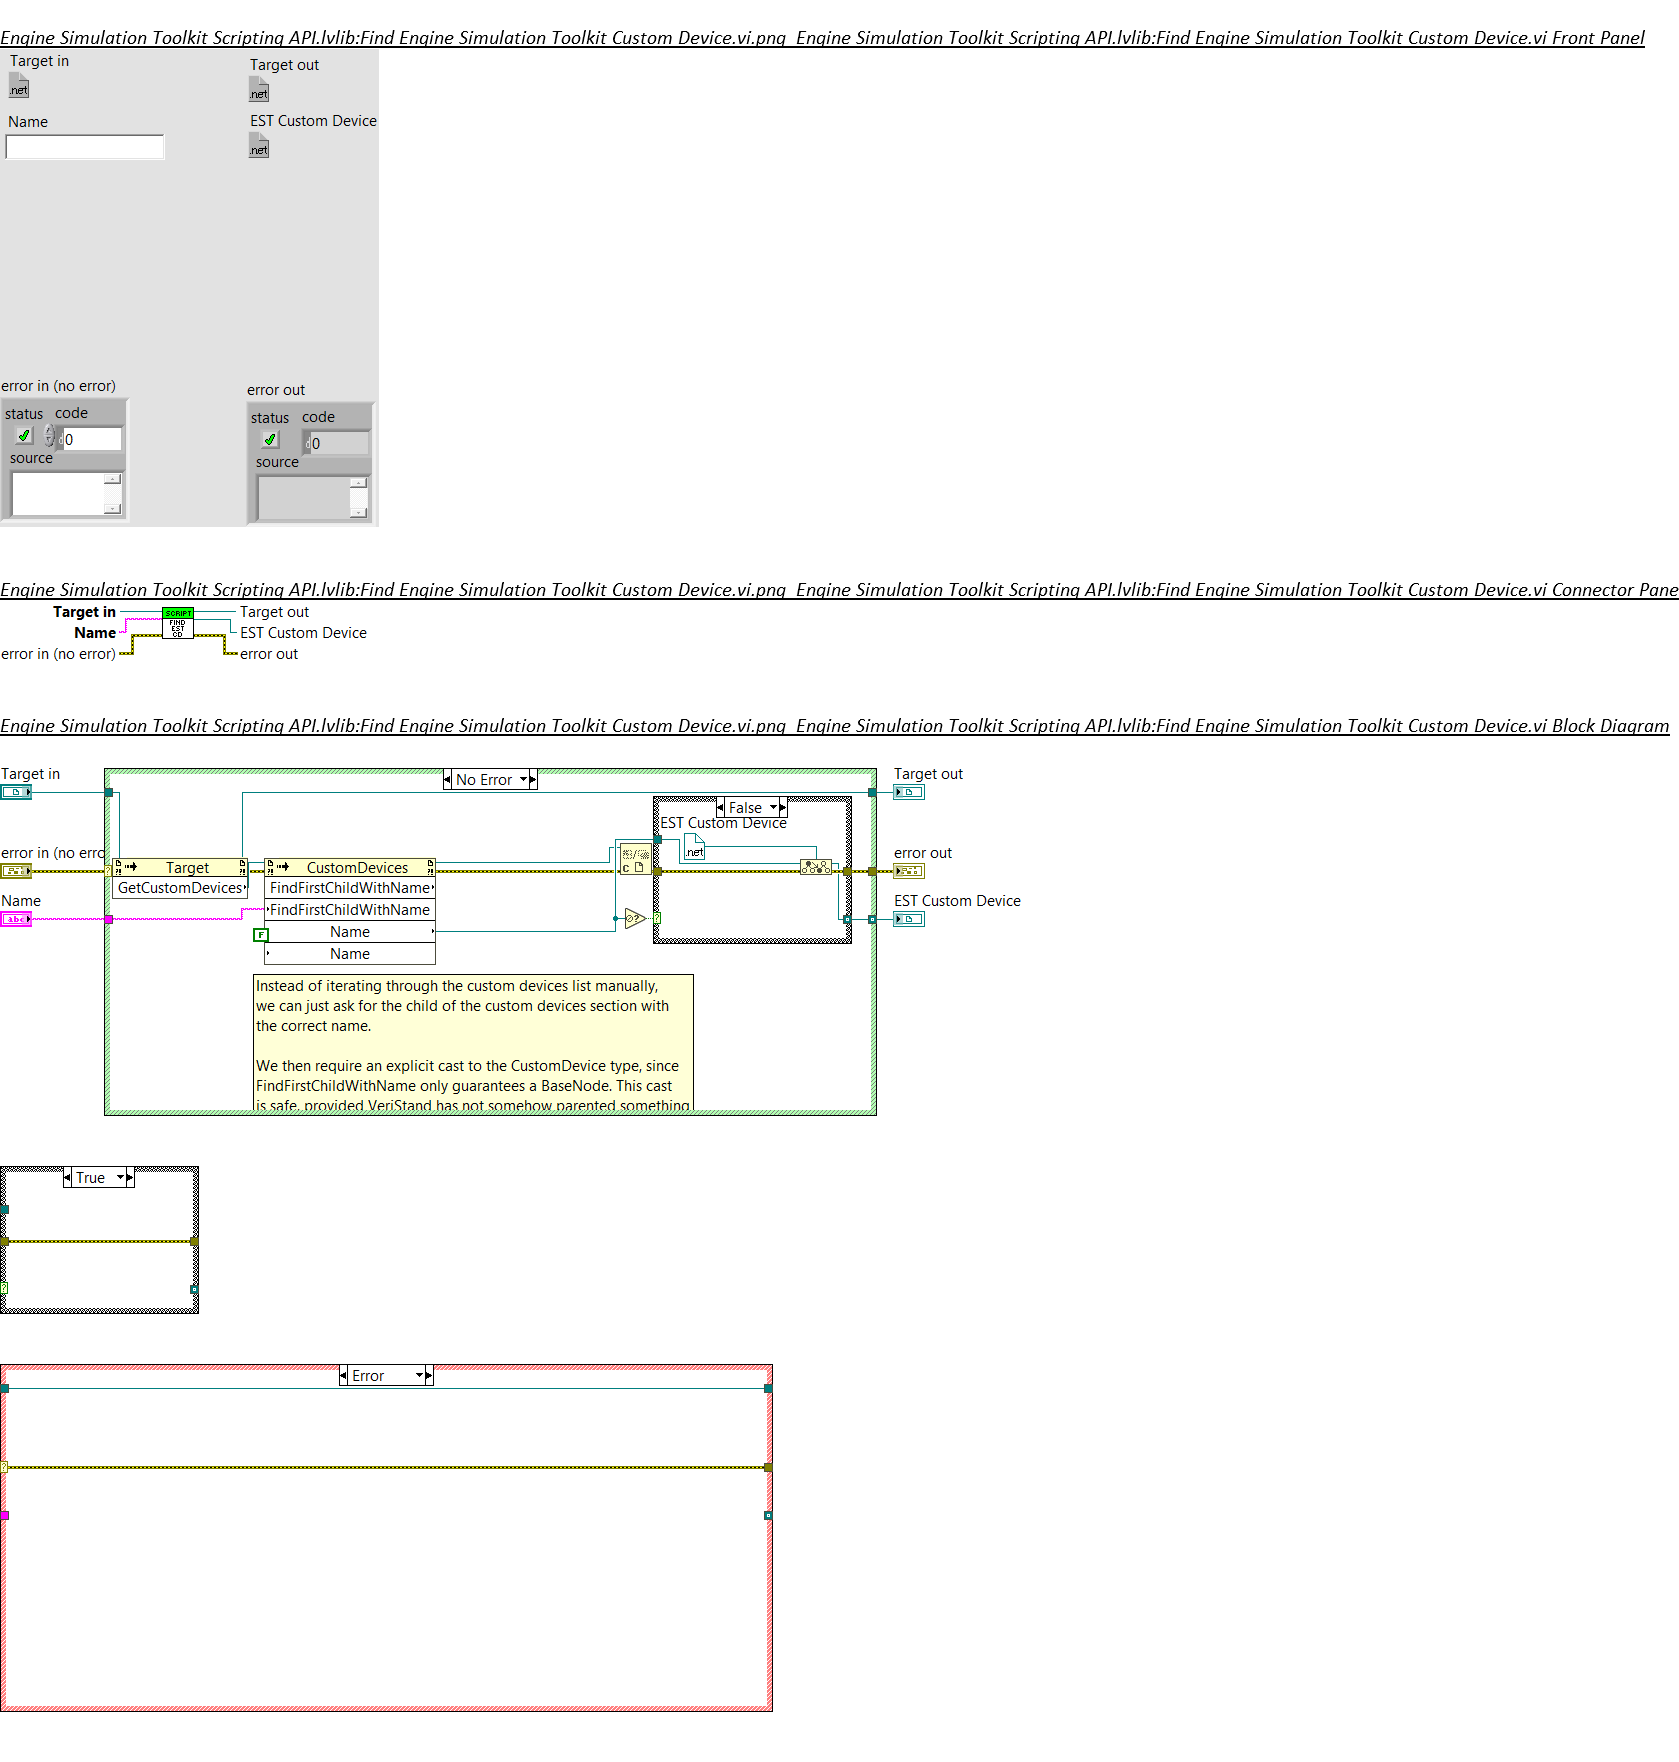 Engine Simulation Toolkit Scripting API.lvlib:Find Engine Simulation Toolkit Custom Device.vi.png  Engine Simulation Toolkit Scripting API.lvlib:Find Engine Simulation Toolkit Custom Device.vi Front Panel
Target in
Target out
.net
.net
Name
EST Custom Device
.net
error in (no error)
error out
status code
status code
0
0
source
source
Engine Simulation Toolkit Scripting API.lvlib:Find Engine Simulation Toolkit Custom Device.vi.png  Engine Simulation Toolkit Scripting API.lvlib:Find Engine Simulation Toolkit Custom Device.vi Connector Pane
Target in
SCRIPT
Target out
Name
FIND
EST
CD
EST Custom Device
error in (no error)
error out
Engine Simulation Toolkit Scripting API.lvlib:Find Engine Simulation Toolkit Custom Device.vi.png  Engine Simulation Toolkit Scripting API.lvlib:Find Engine Simulation Toolkit Custom Device.vi Block Diagram
Target in
No Error
Target out
False
EST Custom Device
.net
error in (no erro
Target
GetCustomDevices
CustomDevices
FindFirstChildWithName
FindFirstChildWithName
Name
Name
F
C
?
?
?
error out
Name
abc
EST Custom Device
Instead of iterating through the custom devices list manually,
we can just ask for the child of the custom devices section with
the correct name.
We then require an explicit cast to the CustomDevice type, since
FindFirstChildWithName only guarantees a BaseNode. This cast
is safe, provided VeriStand has not somehow parented something
True
?
Error
?